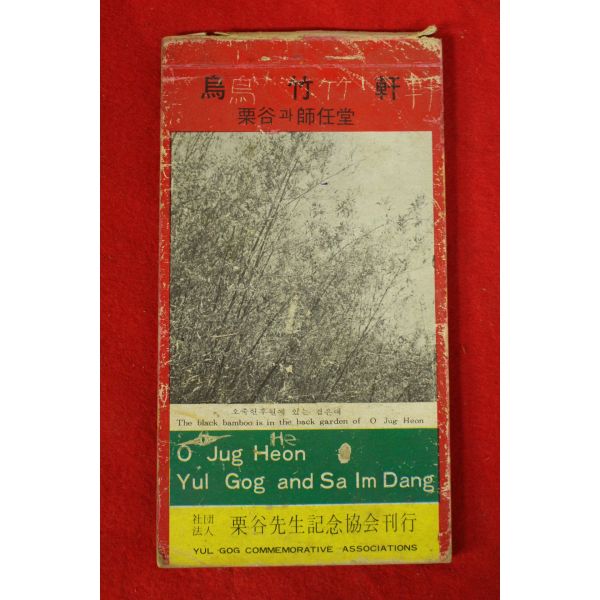 烏竹軒
栗谷과 師任堂
오죽헌후원에 있는 검은대
The black bamboo is in the back garden of O Jug Heon
O Jug Heon
Yul Gog and Sa Im Dang
社団法人 栗谷先生記念協会刊行
YUL GOG COMMEMORATIVE ASSOCIATIONS